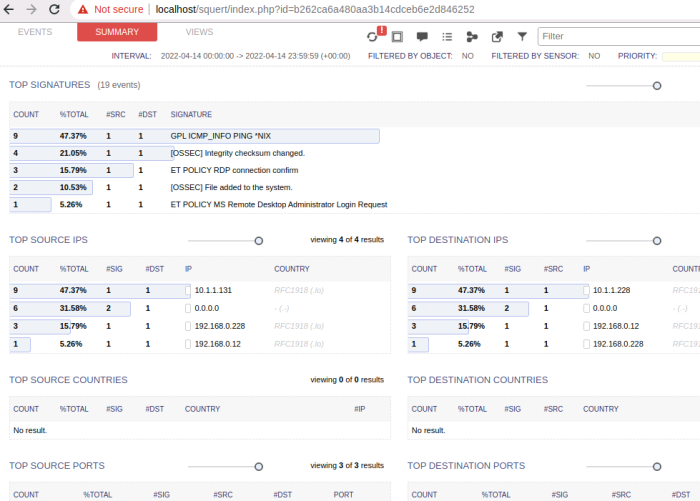 Not secure | localhost/squert/index.php?id=b262ca6a480aa3b14cdceb6e2d846252
EVENTS SUMMARY VIEWS ! Filter
INTERVAL: 2022-04-14 00:00:00 -> 2022-04-14 23:59:59 (+00:00) FILTERED BY OBJECT: NO FILTERED BY SENSOR: NO PRIORITY:
TOP SIGNATURES (19 events)
COUNT %TOTAL #SRC #DST SIGNATURE
9 47.37% 1 1 GPL ICMP_INFO PING *NIX
4 21.05% 1 1 [OSSEC] Integrity checksum changed.
3 15.79% 1 1 ET POLICY RDP connection confirm
2 10.53% 1 1 [OSSEC] File added to the system.
1 5.26% 1 1 ET POLICY MS Remote Desktop Administrator Login Request
TOP SOURCE IPS viewing 4 of 4 results
COUNT %TOTAL #SIG #DST IP COUNTRY
9 47.37% 1 1 10.1.1.131 RFC1918 (.lo)
6 31.58% 2 1 0.0.0.0 - (.-)
3 15.79% 1 1 192.168.0.228 RFC1918 (.lo)
1 5.26% 1 1 192.168.0.12 RFC1918 (.lo)
TOP DESTINATION IPS
COUNT %TOTAL #SIG #SRC IP COUNT
9 47.37% 1 1 10.1.1.228 RFC191
6 31.58% 2 1 0.0.0.0 - (.-)
3 15.79% 1 1 192.168.0.12 RFC191
1 5.26% 1 1 192.168.0.228 RFC191
TOP SOURCE COUNTRIES viewing 0 of 0 results
COUNT %TOTAL #SIG #DST COUNTRY #IP
No result.
TOP DESTINATION COUNTRIES
COUNT %TOTAL #SIG #SRC COUNTRY
No result.
TOP SOURCE PORTS viewing 3 of 3 results
COUNT %TOTAL #SIG #SRC #DST PORT
TOP DESTINATION PORTS
COUNT %TOTAL #SIG #SRC #DST